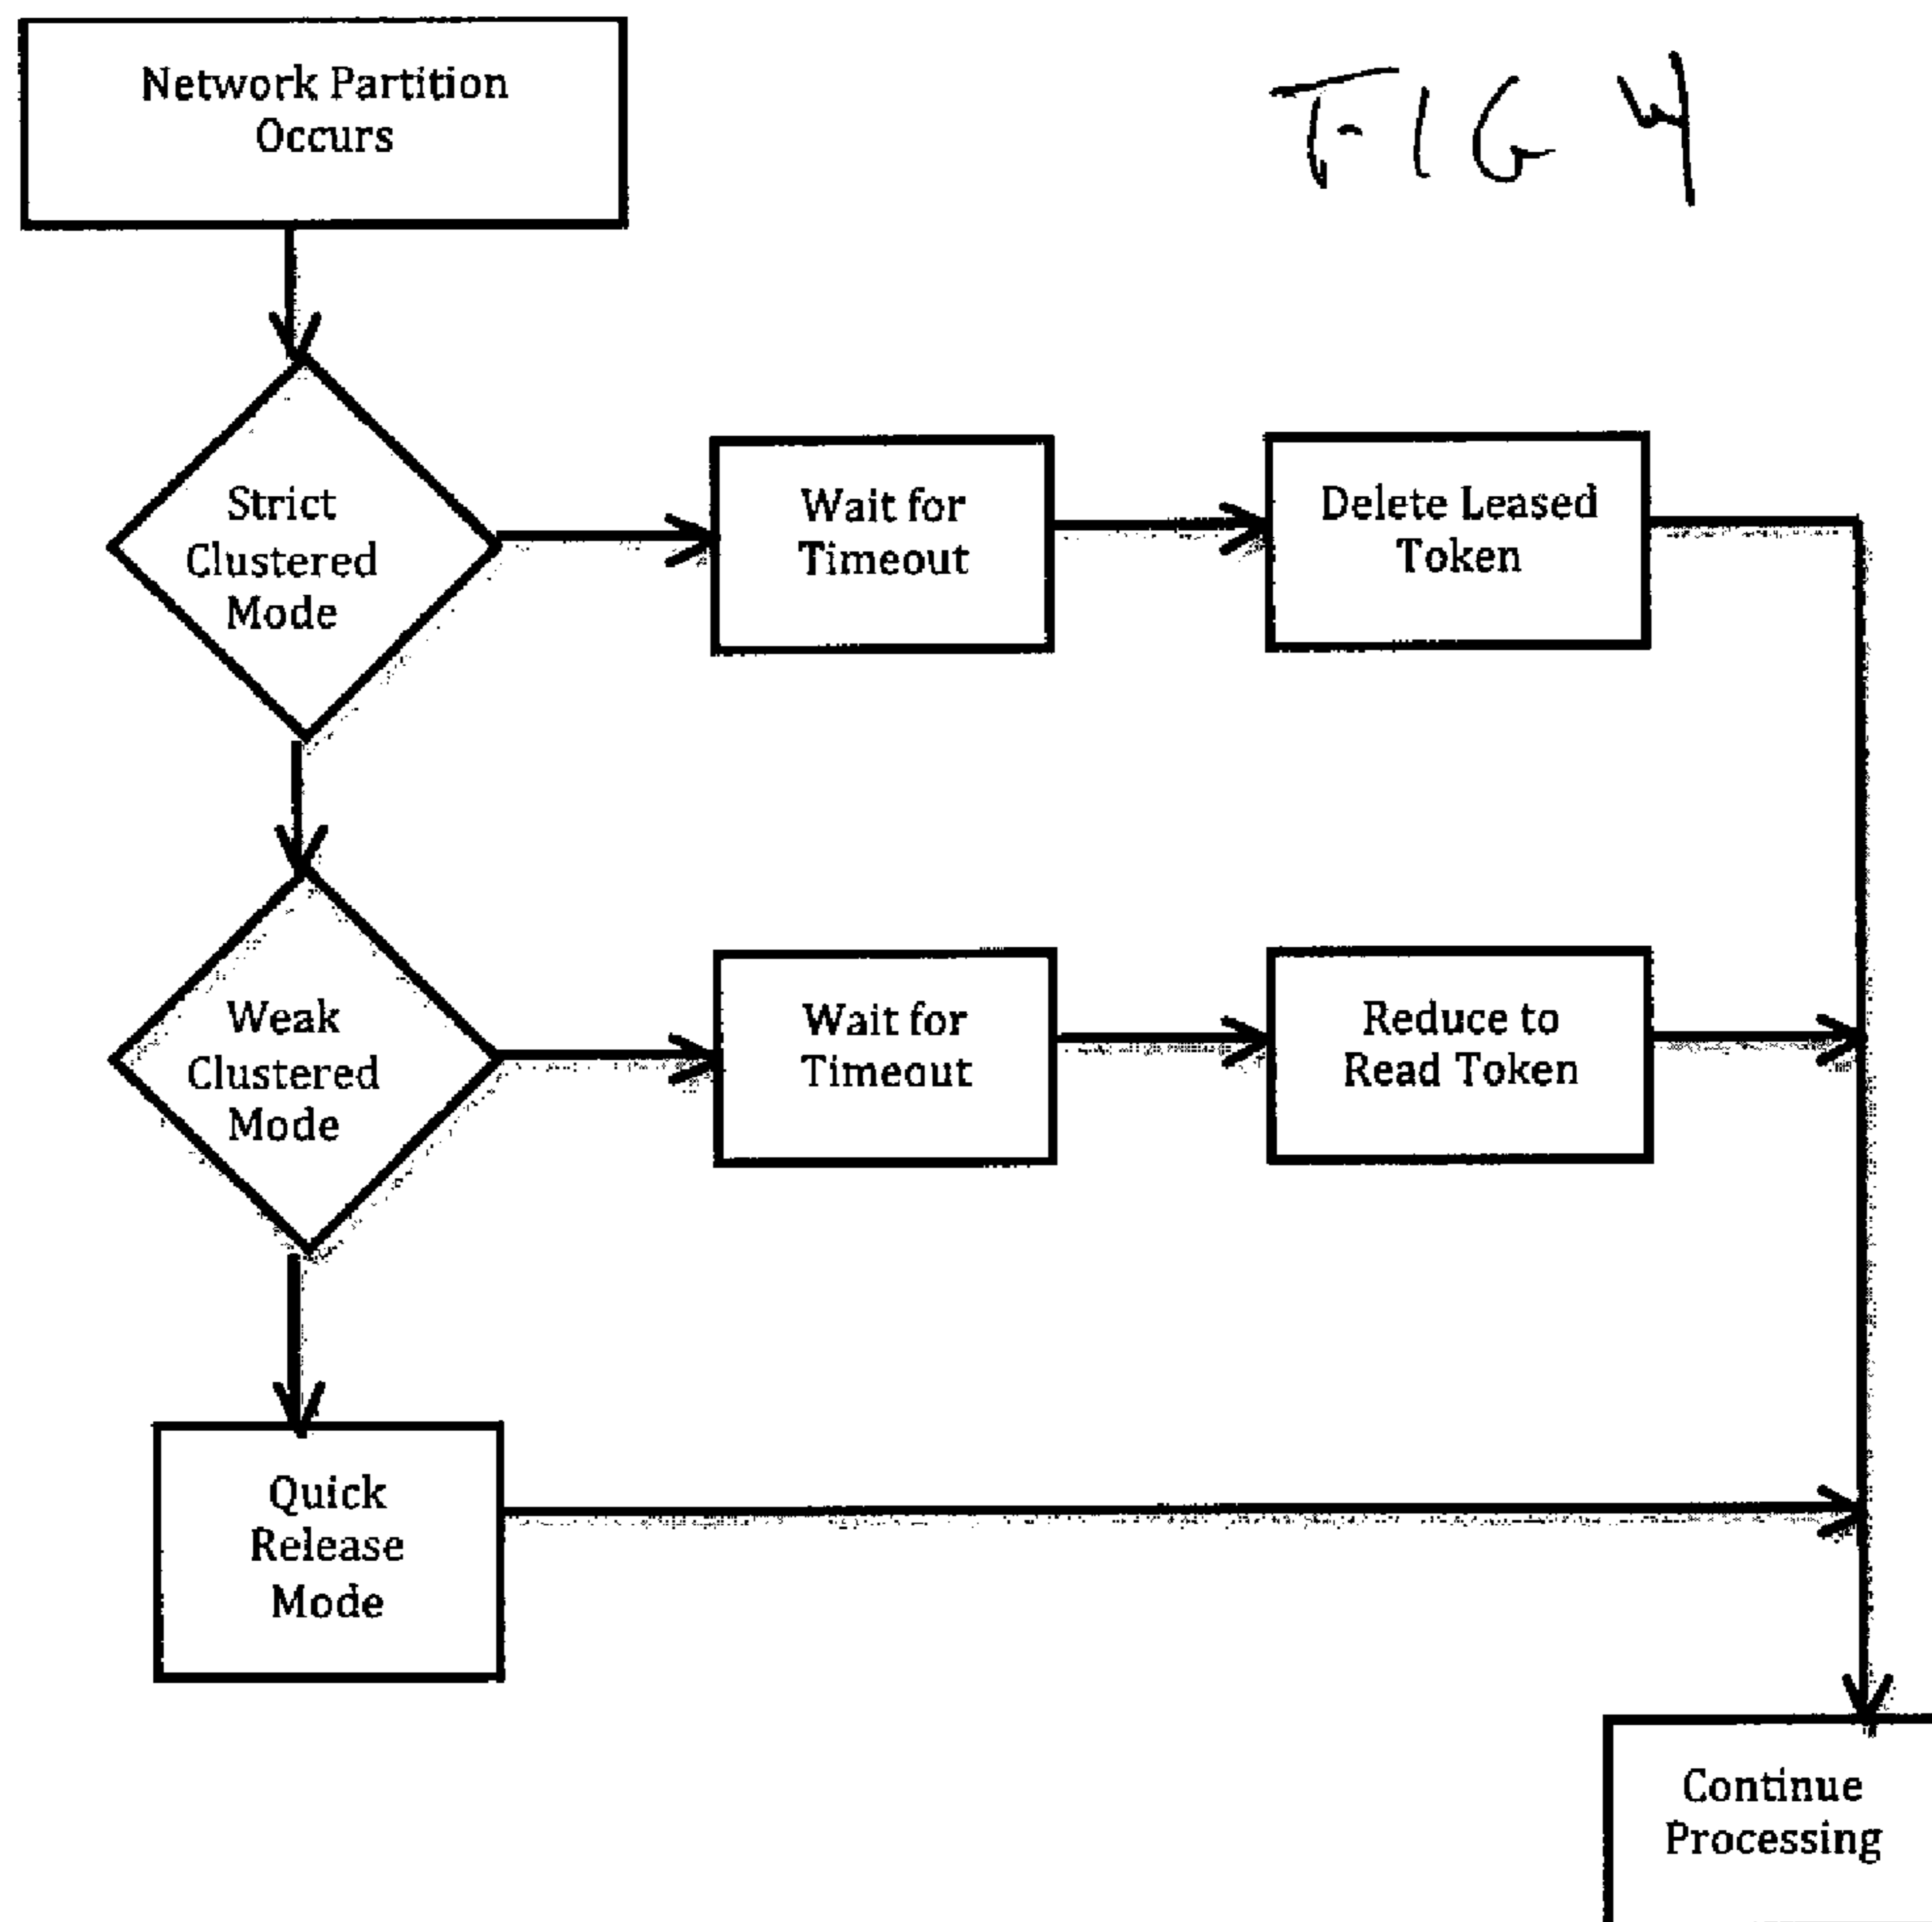 Network Partition
Occurs
FIG 4
Strict
Clustered
Mode
Wait for
Timeout
Delete Leased
Token
Weak
Clustered
Mode
Wait for
Timeout
Reduce to
Read Token
Quick
Release
Mode
Continue
Processing